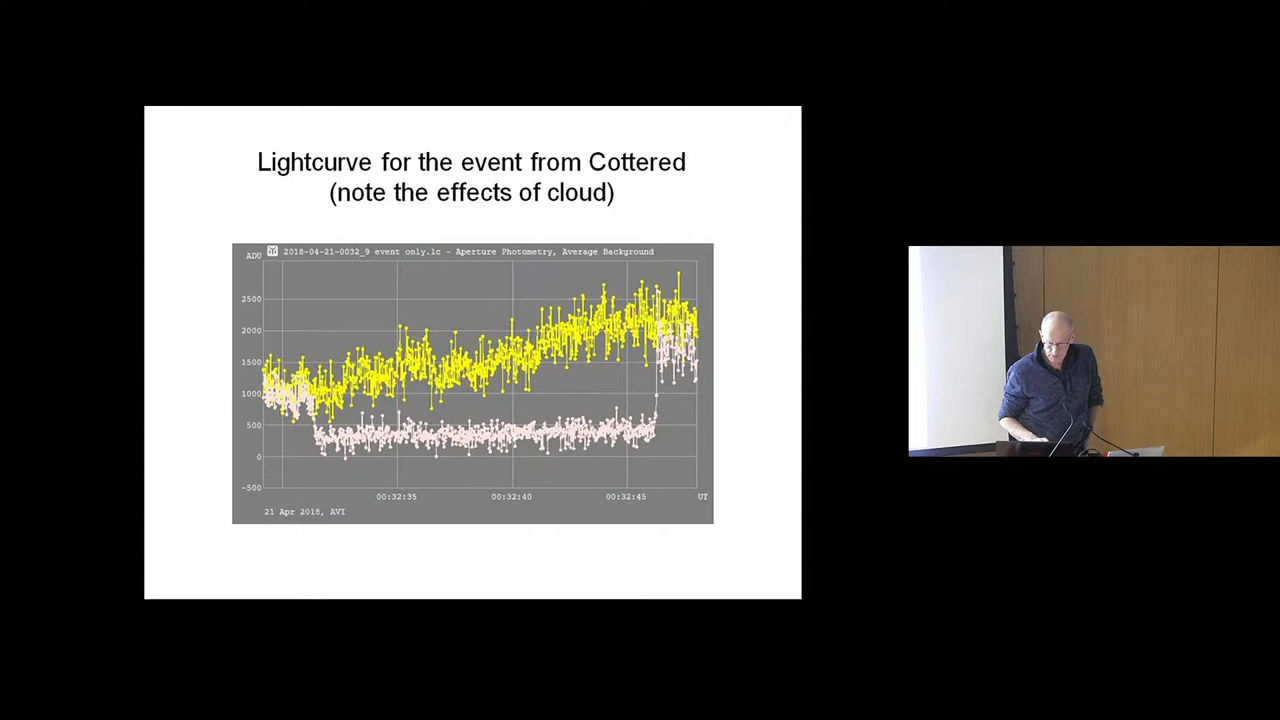 Lightcurve for the event from Cottered
(note the effects of cloud)
ADU 2018-04-21-0032_9 event only.lc - Aperture Photometry, Average Background
2500
2000
1500
1000
500
0
-500
00:32:35 00:32:40 00:32:45 UT
21 Apr 2018, AVI